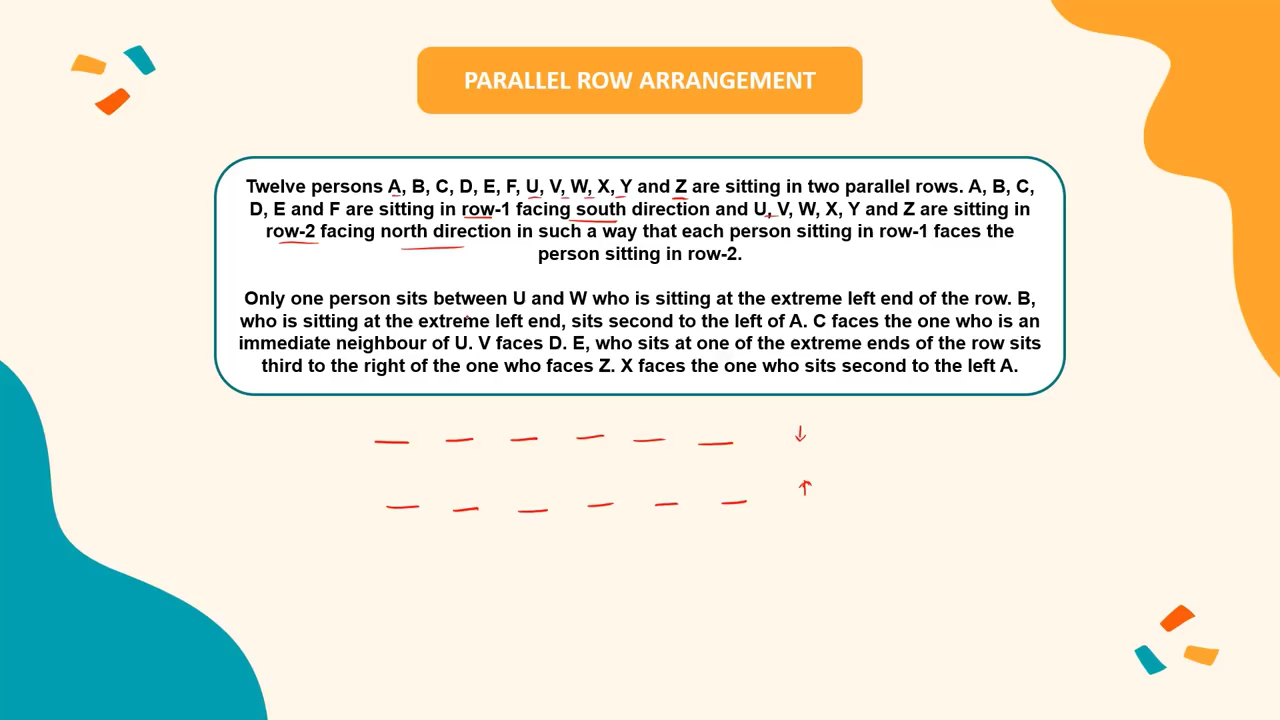 PARALLEL ROW ARRANGEMENT
Twelve persons A, B, C, D, E, F, U, V, W, X, Y and Z are sitting in two parallel rows. A, B, C,
D, E and F are sitting in row-1 facing south direction and U, V, W, X, Y and Z are sitting in
row-2 facing north direction in such a way that each person sitting in row-1 faces the
person sitting in row-2.
Only one person sits between U and W who is sitting at the extreme left end of the row. B,
who is sitting at the extreme left end, sits second to the left of A. C faces the one who is an
immediate neighbour of U. V faces D. E, who sits at one of the extreme ends of the row sits
third to the right of the one who faces Z. X faces the one who sits second to the left A.